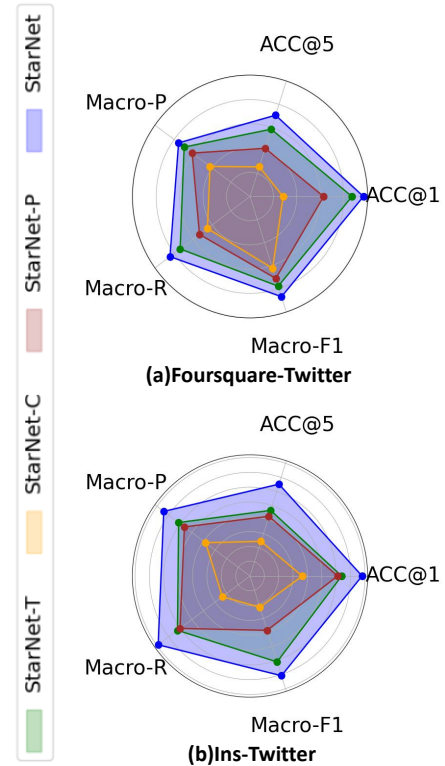 StarNet
StarNet-P
StarNet-C
StarNet-T
ACC@5
Macro-P
ACC@1
Macro-R
Macro-F1
(a)Foursquare-Twitter
ACC@5
Macro-P
ACC@1
Macro-R
Macro-F1
(b)Ins-Twitter